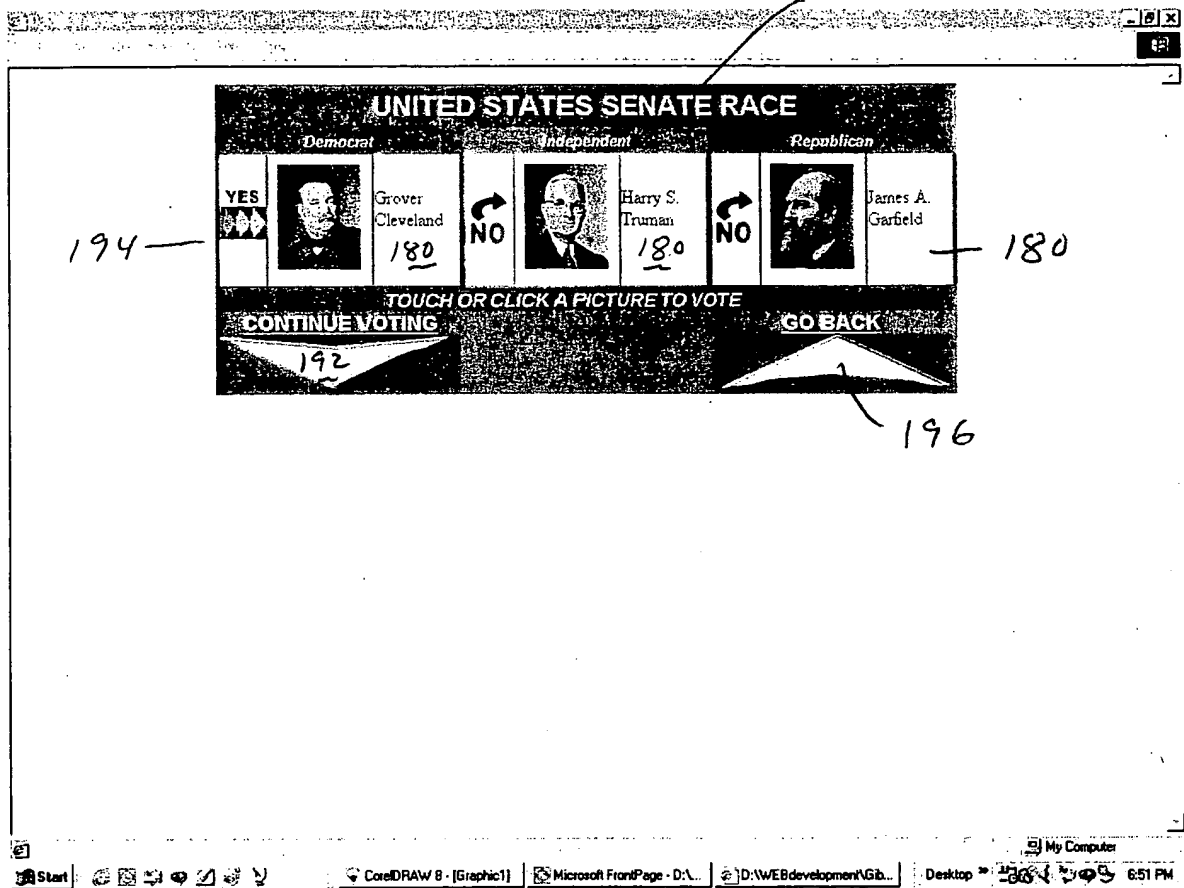 UNITED STATES SENATE RACE
Democrat Independent Republican
YES
Grover
Cleveland
180
194
NO
Harry S.
Truman
180
NO
James A.
Garfield
180
TOUCH OR CLICK A PICTURE TO VOTE
CONTINUE VOTING
GO BACK
192
196
My Computer
Start
CorelDRAW 8 - [Graphic1]
Microsoft FrontPage - D:\...
D:\WEBdevelopment\Gib...
Desktop »
6:51 PM